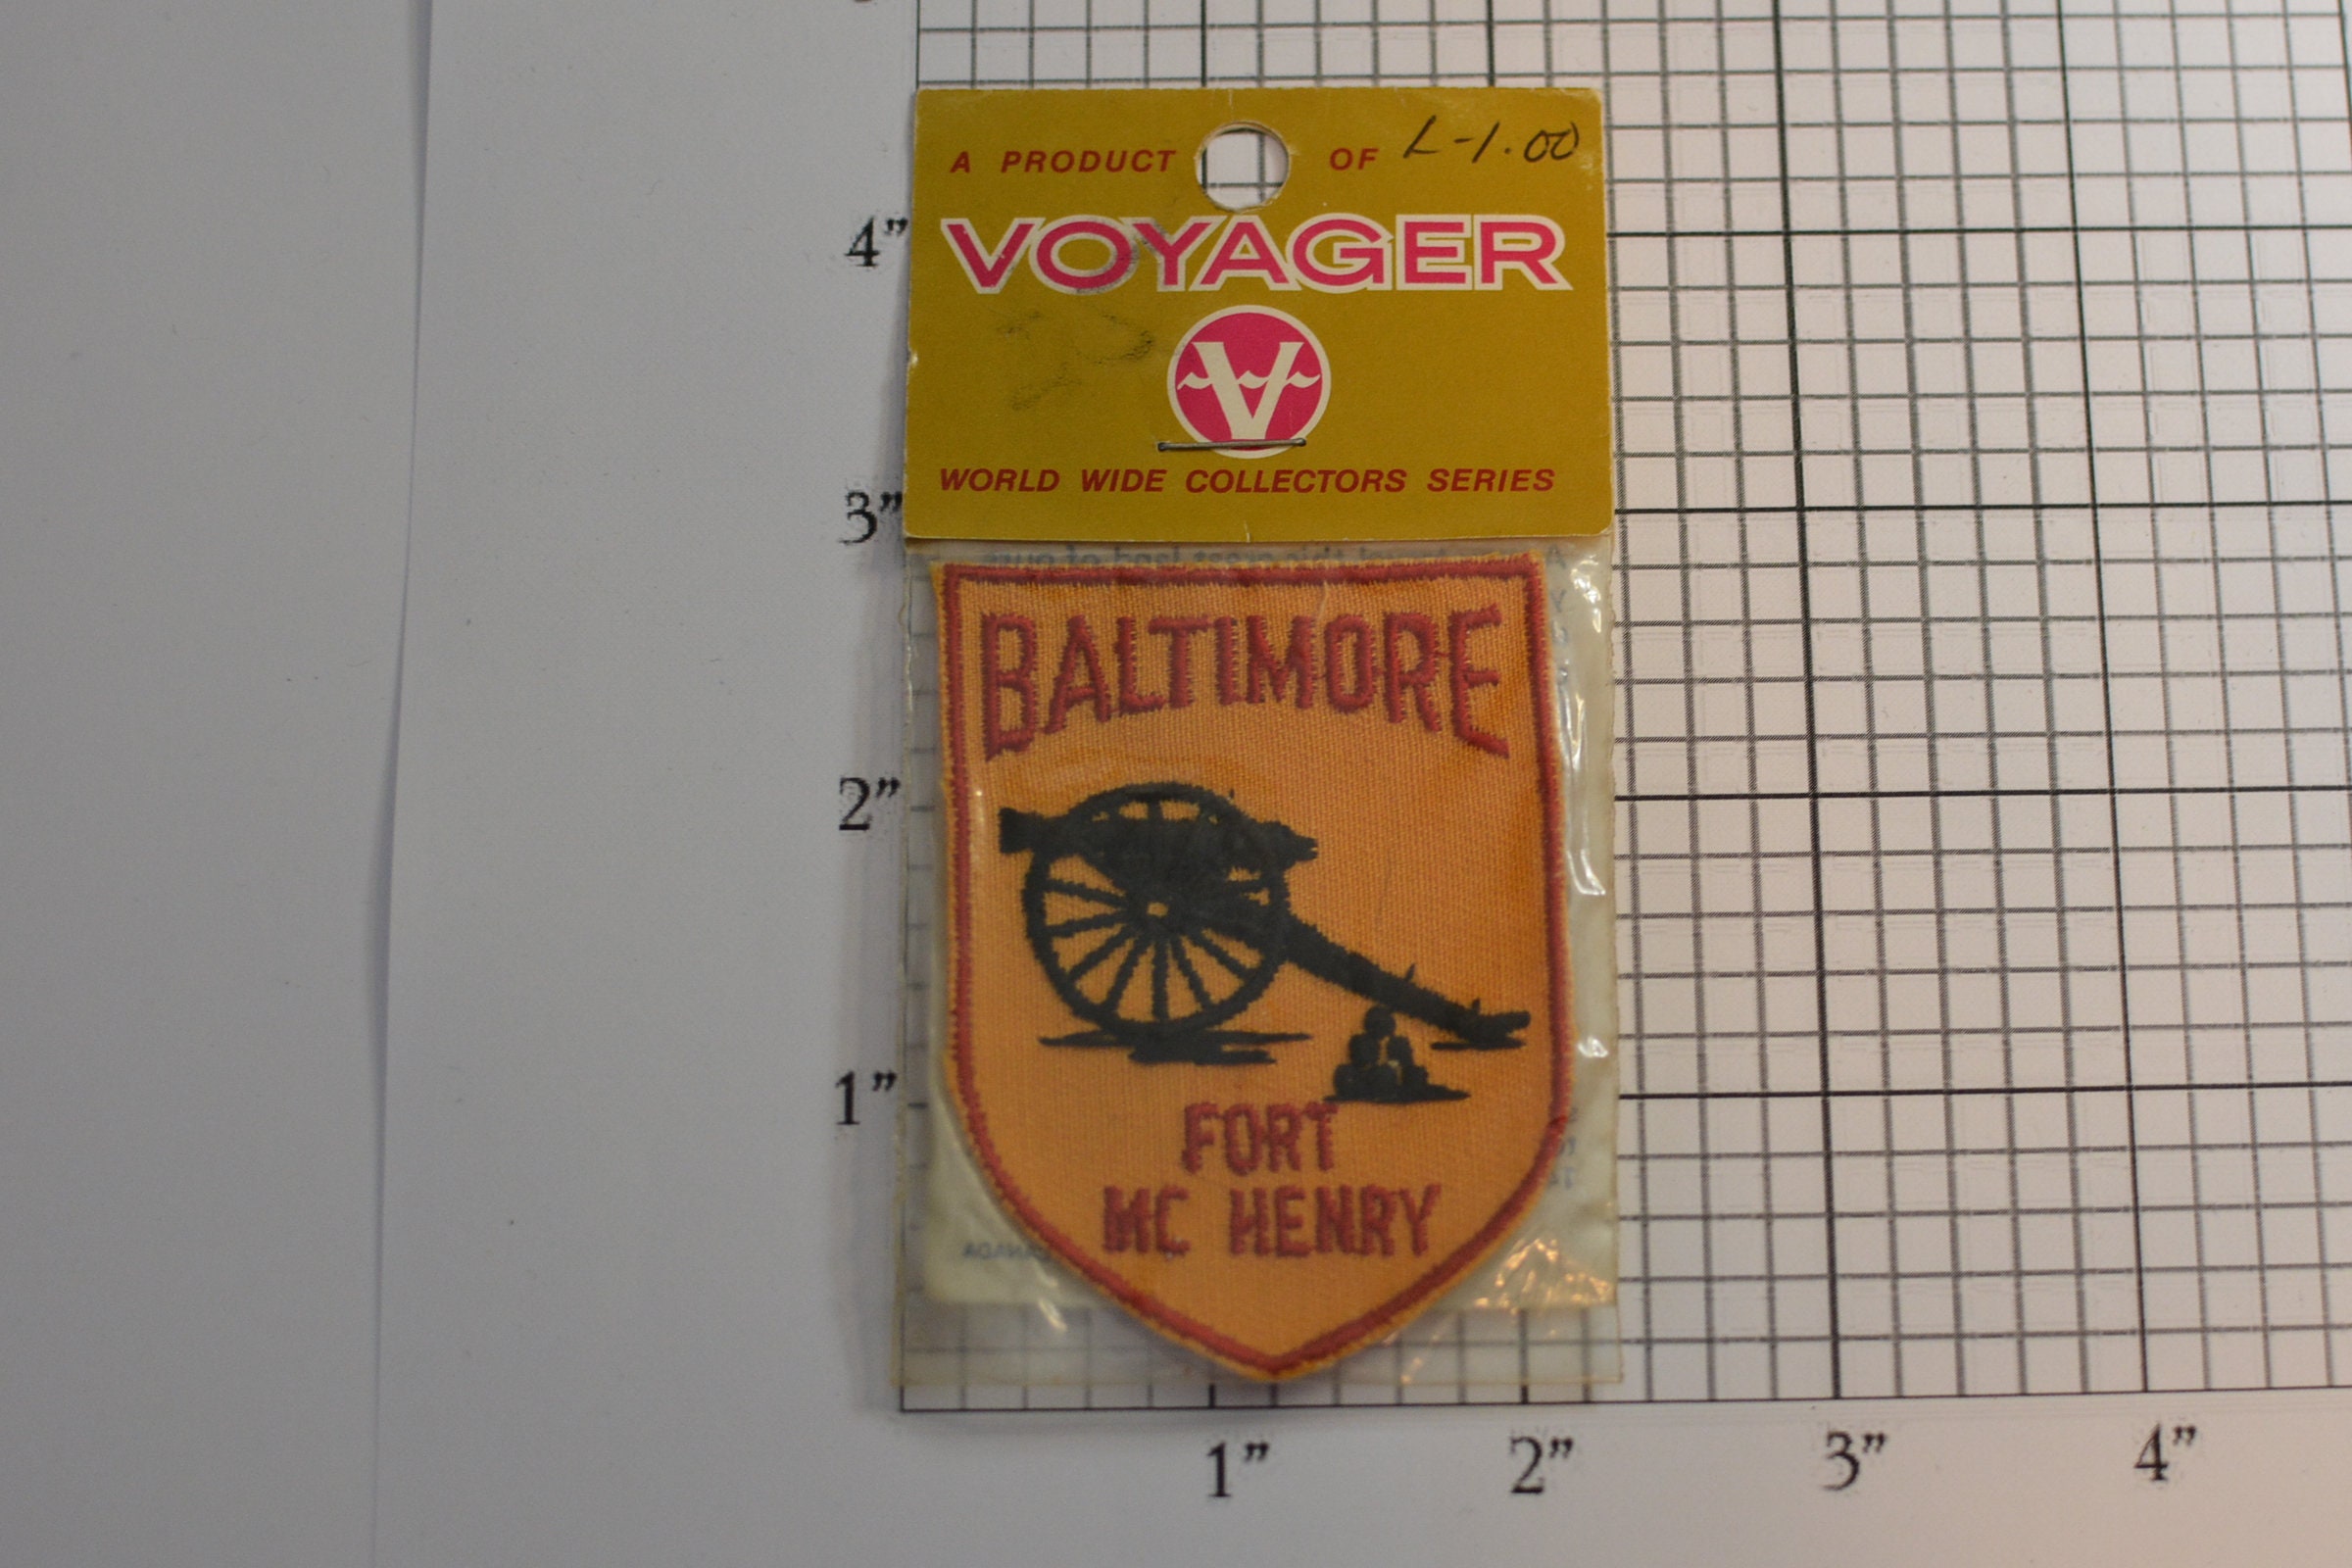 A PRODUCT OF L-1.00
VOYAGER
V
WORLD WIDE COLLECTORS SERIES
BALTIMORE
FORT
MC HENRY
CANADA
4”
3”
2”
1”
1” 2” 3” 4”